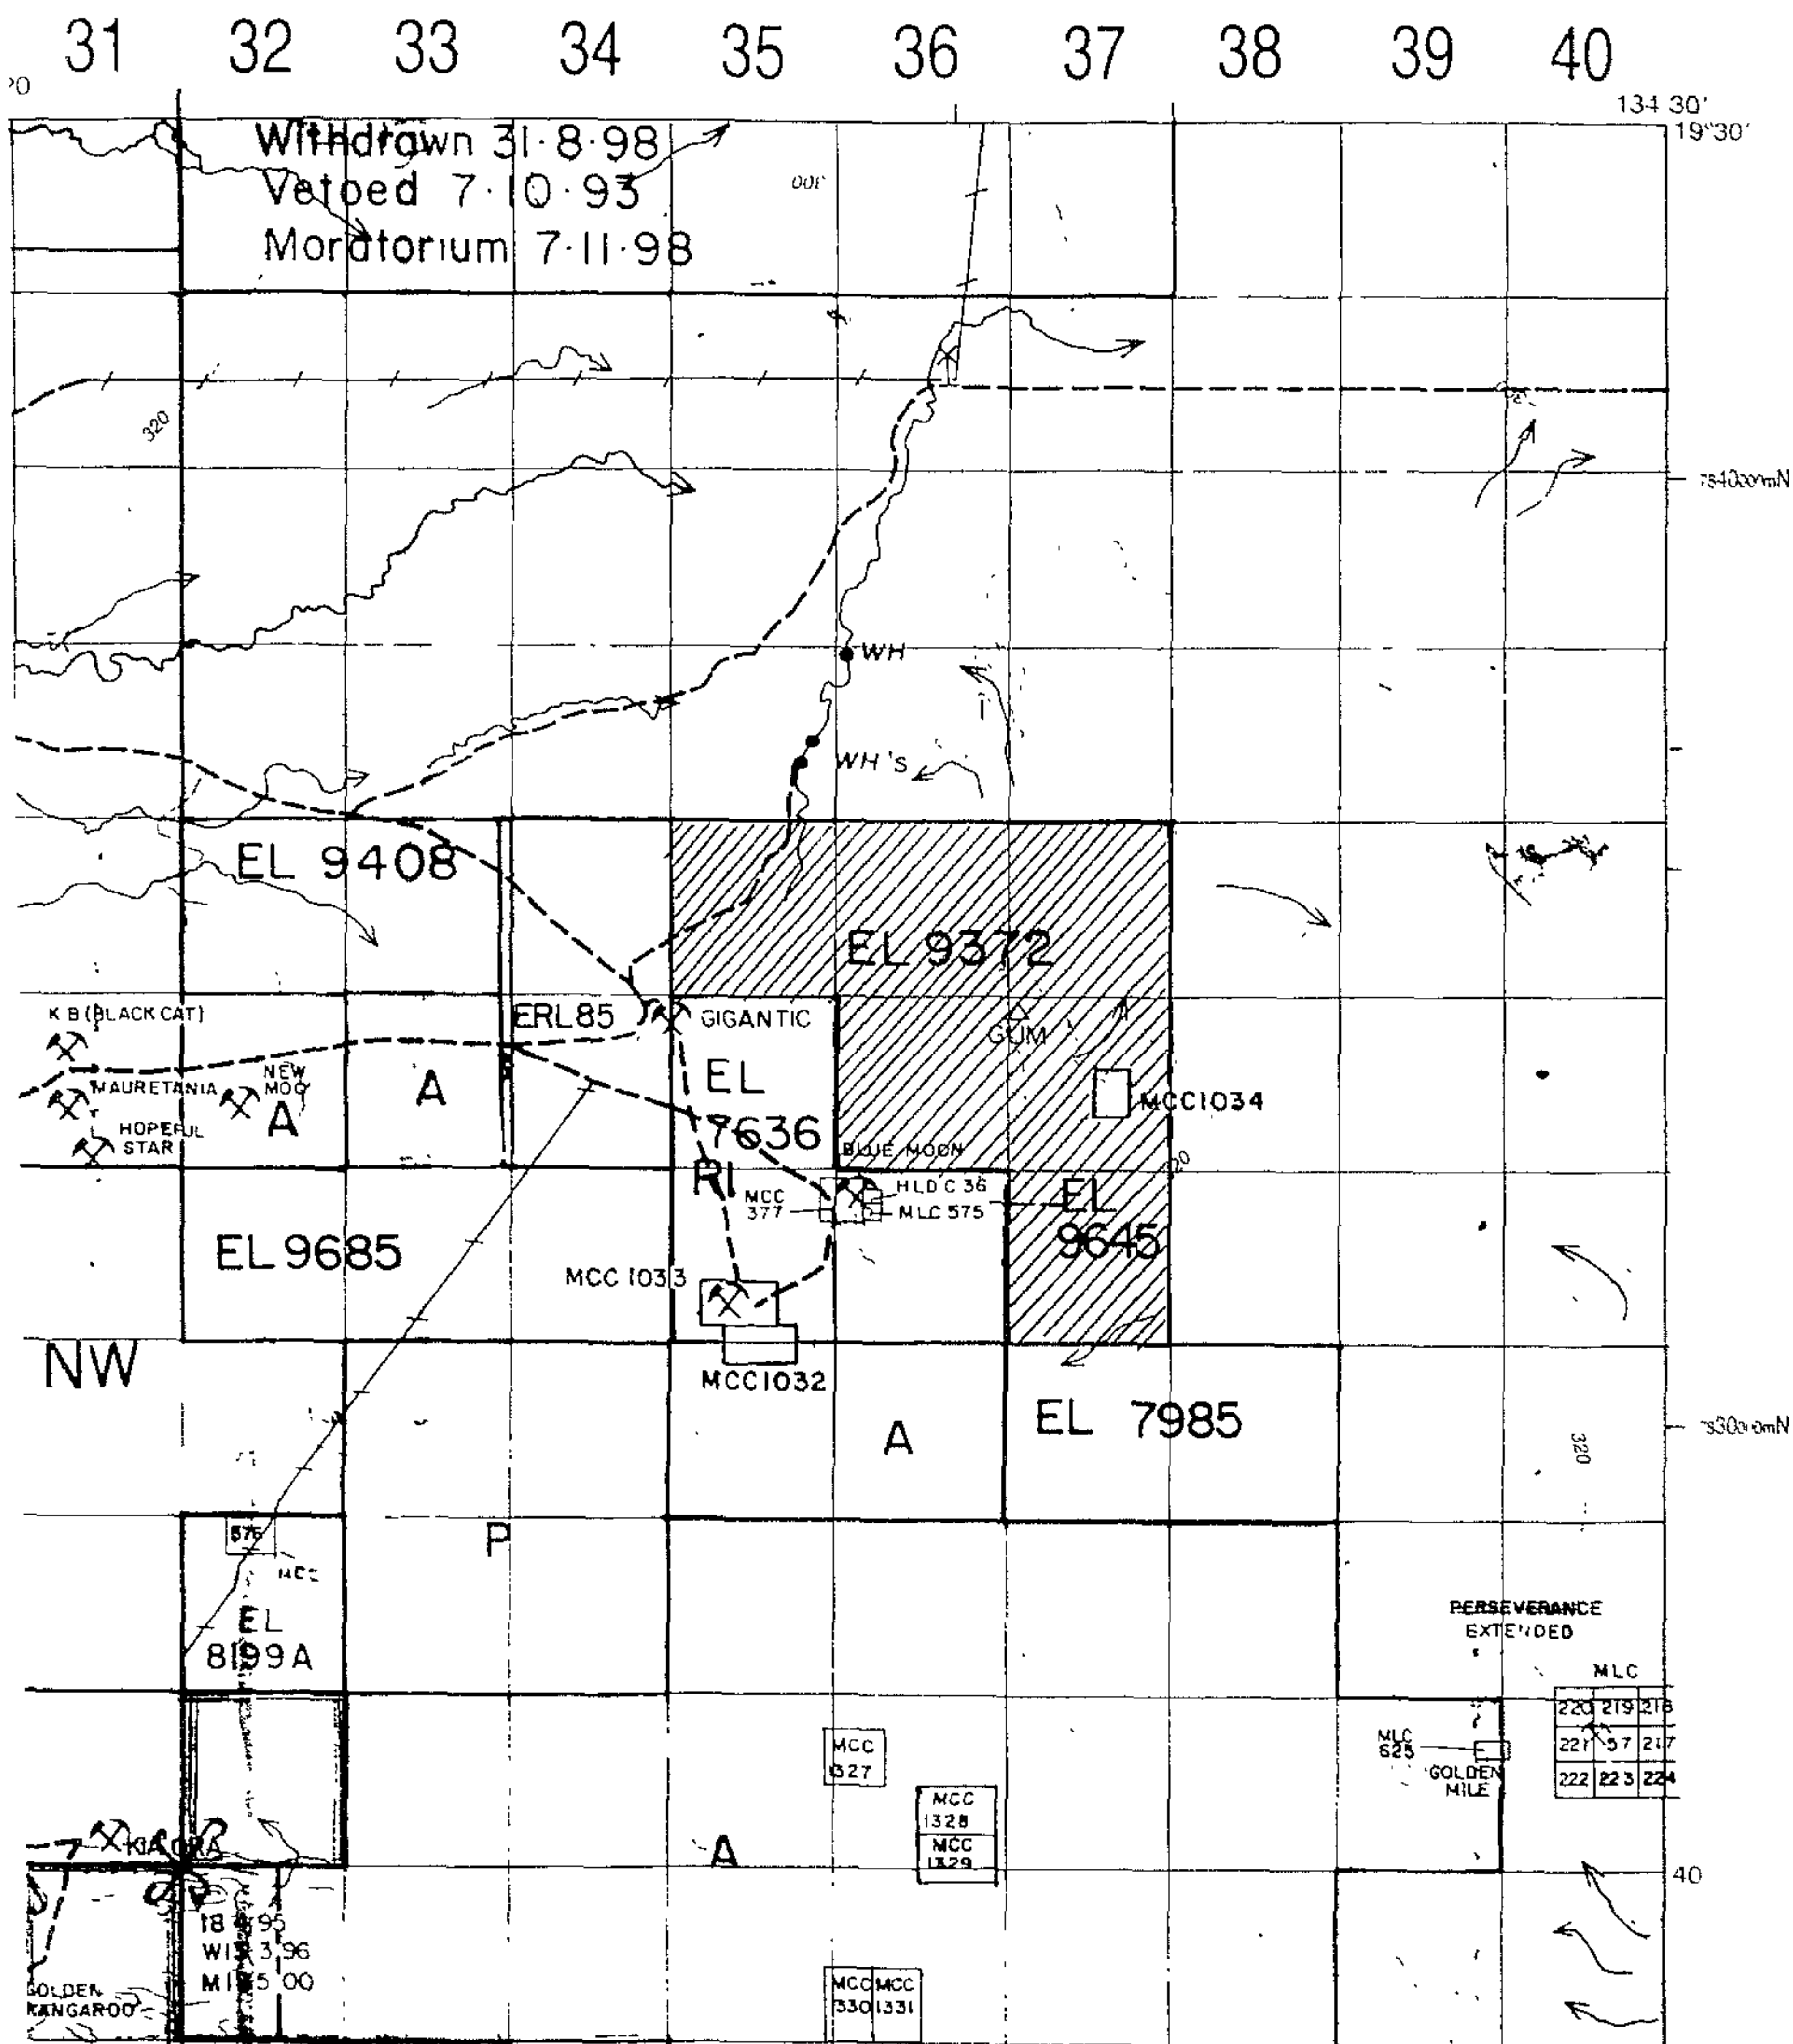 31 32 33 34 35 36 37 38 39 40
134 30'
19°30'
Withdrawn 31·8·98
Vetoed 7·10·93
Moratorium 7·11·98
300
320
WH
WH's
EL 9408
EL 9372
K B (BLACK CAT)
ERL85
GIGANTIC
GUM
MAURETANIA
NEW
MOO
A
A
EL
7636
MCC1034
HOPEFUL
STAR
BLUE MOON
R1
MCC
377
HLDC 36
MLC 575
EL
9645
EL 9685
MCC 1033
NW
MCC1032
A
EL 7985
320
P
576
MCC
EL
8199A
PERSEVERANCE
EXTENDED
MLC
220 219 218
221 57 217
222 223 224
MLC
625
GOLDEN
MILE
MCC
1327
MCC
1328
MCC
1329
KIA ORA
A
40
GOLDEN
KANGAROO
MCC MCC
1331